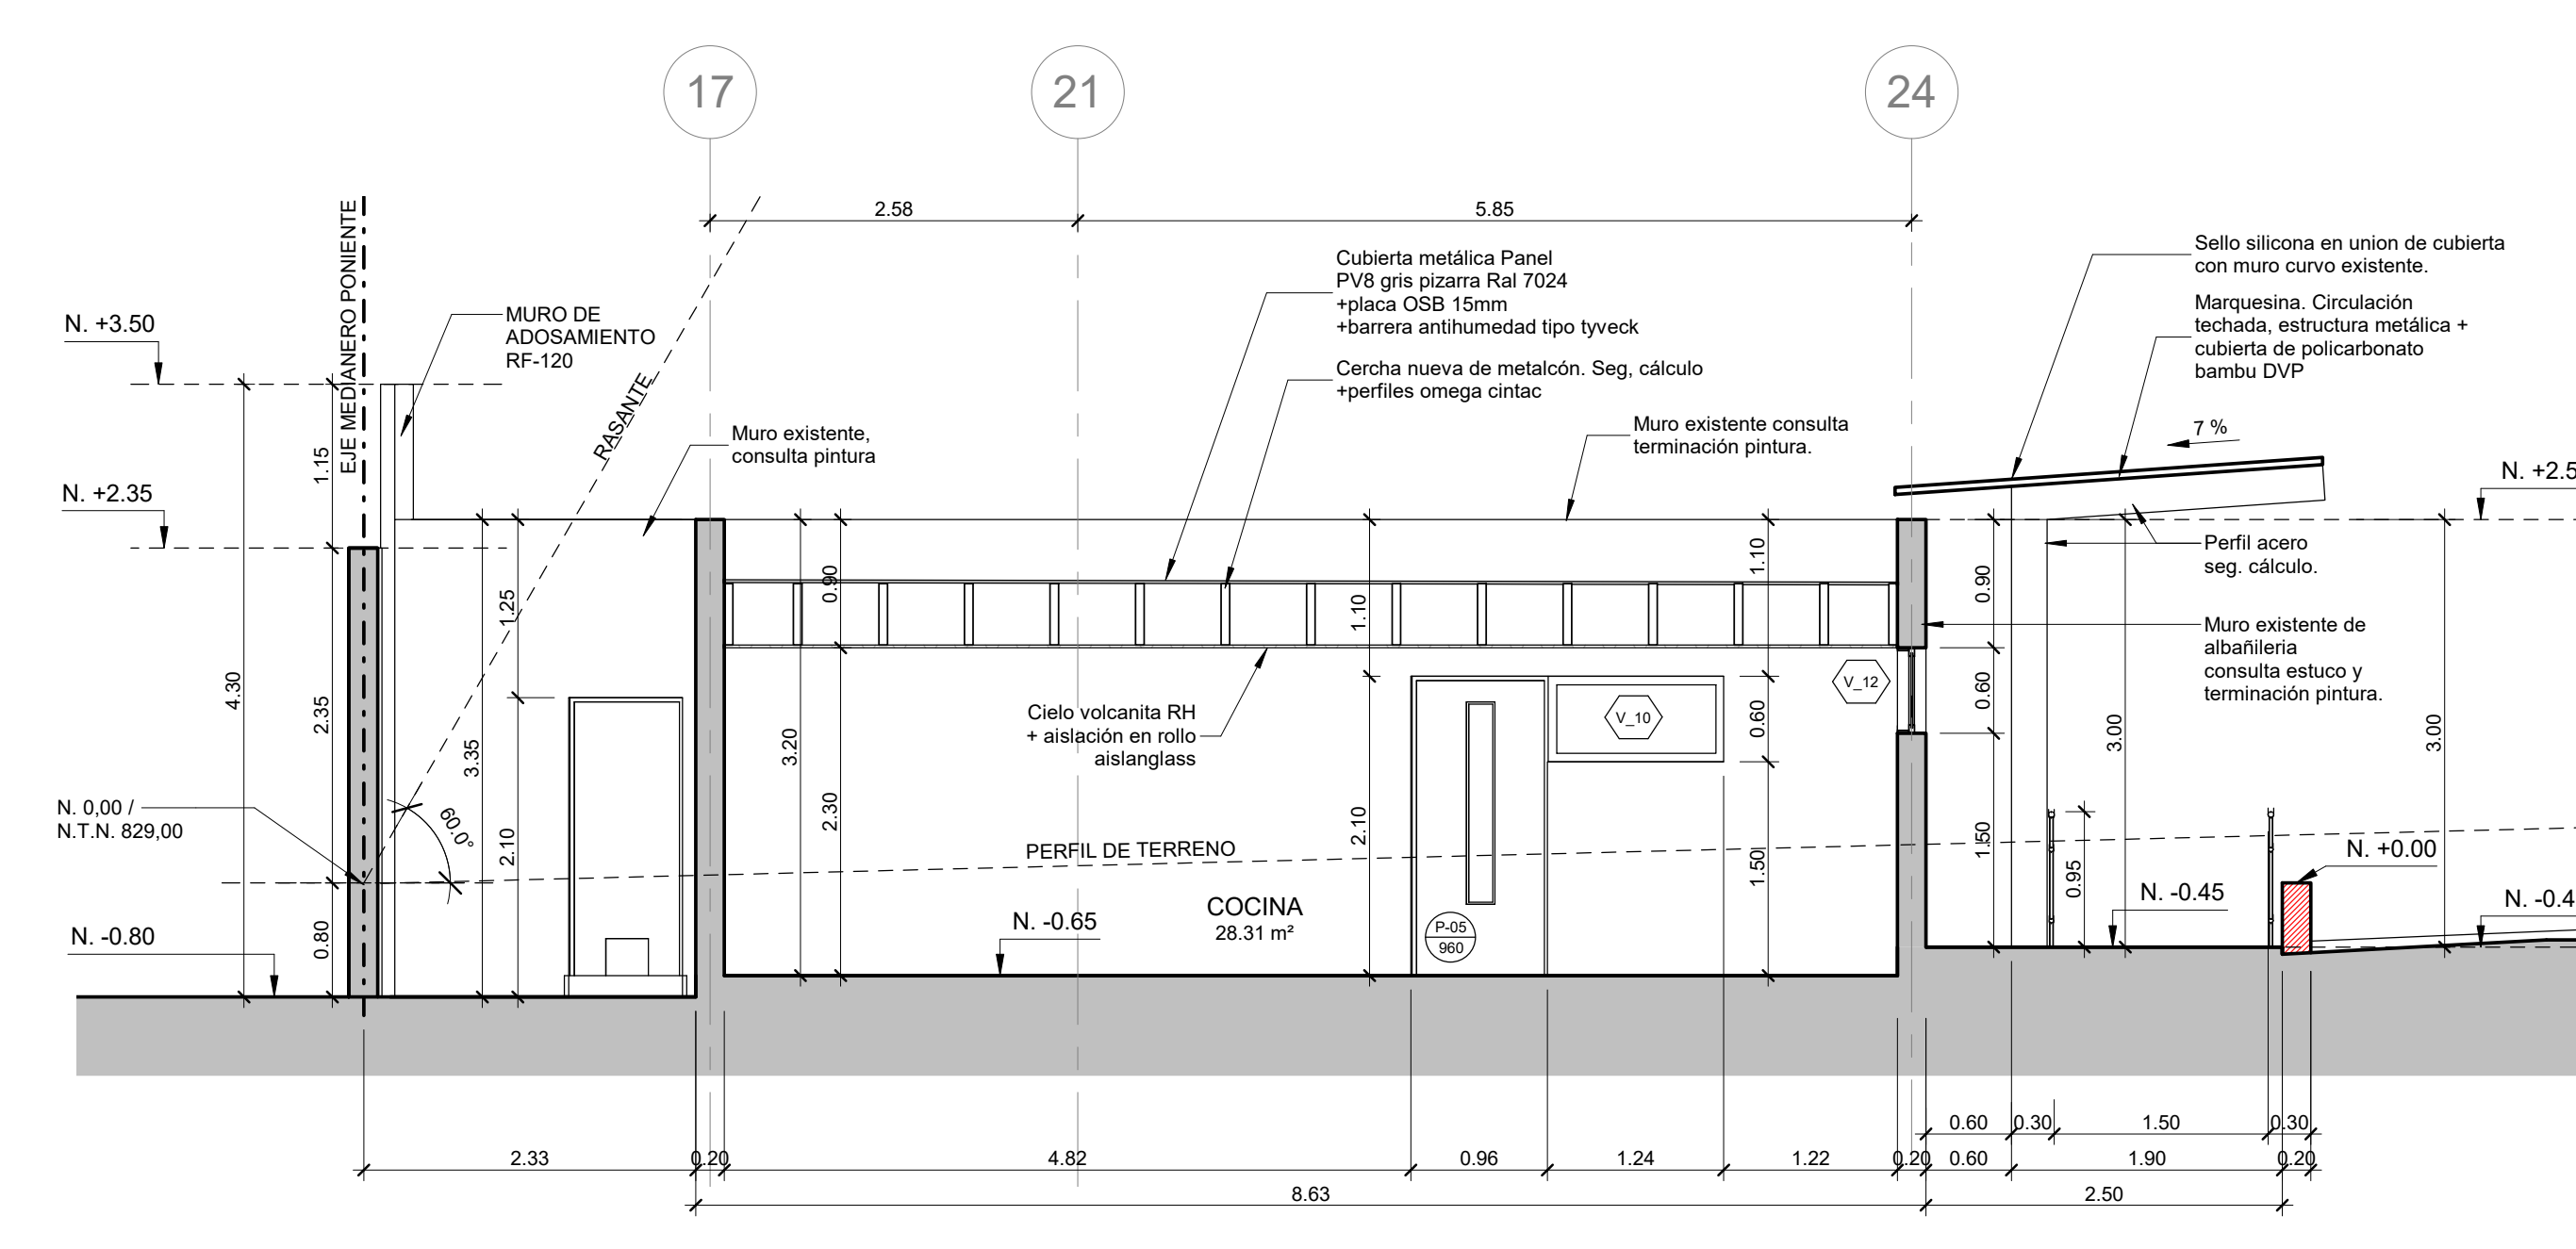 17
21
24
2.58
5.85
EJE MEDIANERO PONIENTE
RASANTE
N. +3.50
MURO DE
ADOSAMIENTO
RF-120
Muro existente,
consulta pintura
Cubierta metálica Panel
PV8 gris pizarra Ral 7024
+placa OSB 15mm
+barrera antihumedad tipo tyveck
Cercha nueva de metalcón. Seg, cálculo
+perfiles omega cintac
Muro existente consulta
terminación pintura.
Sello silicona en union de cubierta
con muro curvo existente.
Marquesina. Circulación
techada, estructura metálica +
cubierta de policarbonato
bambu DVP
7 %
N. +2.35
N. +2.5
Perfil acero
seg. cálculo.
Muro existente de
albañileria
consulta estuco y
terminación pintura.
Cielo volcanita RH
+ aislación en rollo
aislanglass
V_12
V_10
N. 0,00 /
N.T.N. 829,00
60.0°
PERFIL DE TERRENO
COCINA
28.31 m²
N. -0.65
P-05
960
N. +0.00
N. -0.45
N. -0.4
N. -0.80
4.30
1.15
2.35
0.80
3.35
1.25
2.10
3.20
0.90
2.30
1.10
2.10
1.10
0.60
1.50
0.90
0.60
1.50
0.95
3.00
3.00
0.60
0.30
1.50
0.30
2.33
0.20
4.82
0.96
1.24
1.22
0.20
0.60
1.90
0.20
8.63
2.50